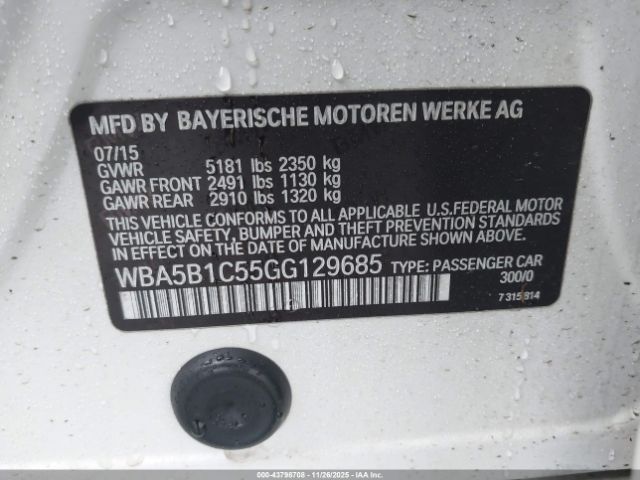 MFD BY BAYERISCHE MOTOREN WERKE AG
07/15
GVWR 5181 lbs 2350 kg
GAWR FRONT 2491 lbs 1130 kg
GAWR REAR 2910 lbs 1320 kg
THIS VEHICLE CONFORMS TO ALL APPLICABLE U.S.FEDERAL MOTOR
VEHICLE SAFETY, BUMPER AND THEFT PREVENTION STANDARDS
IN EFFECT ON THE DATE OF MANUFACTURE SHOWN ABOVE.
WBA5B1C55GG129685 TYPE: PASSENGER CAR
300/0
7 315 814
000-43798708 - 11/26/2025 - IAA Inc.